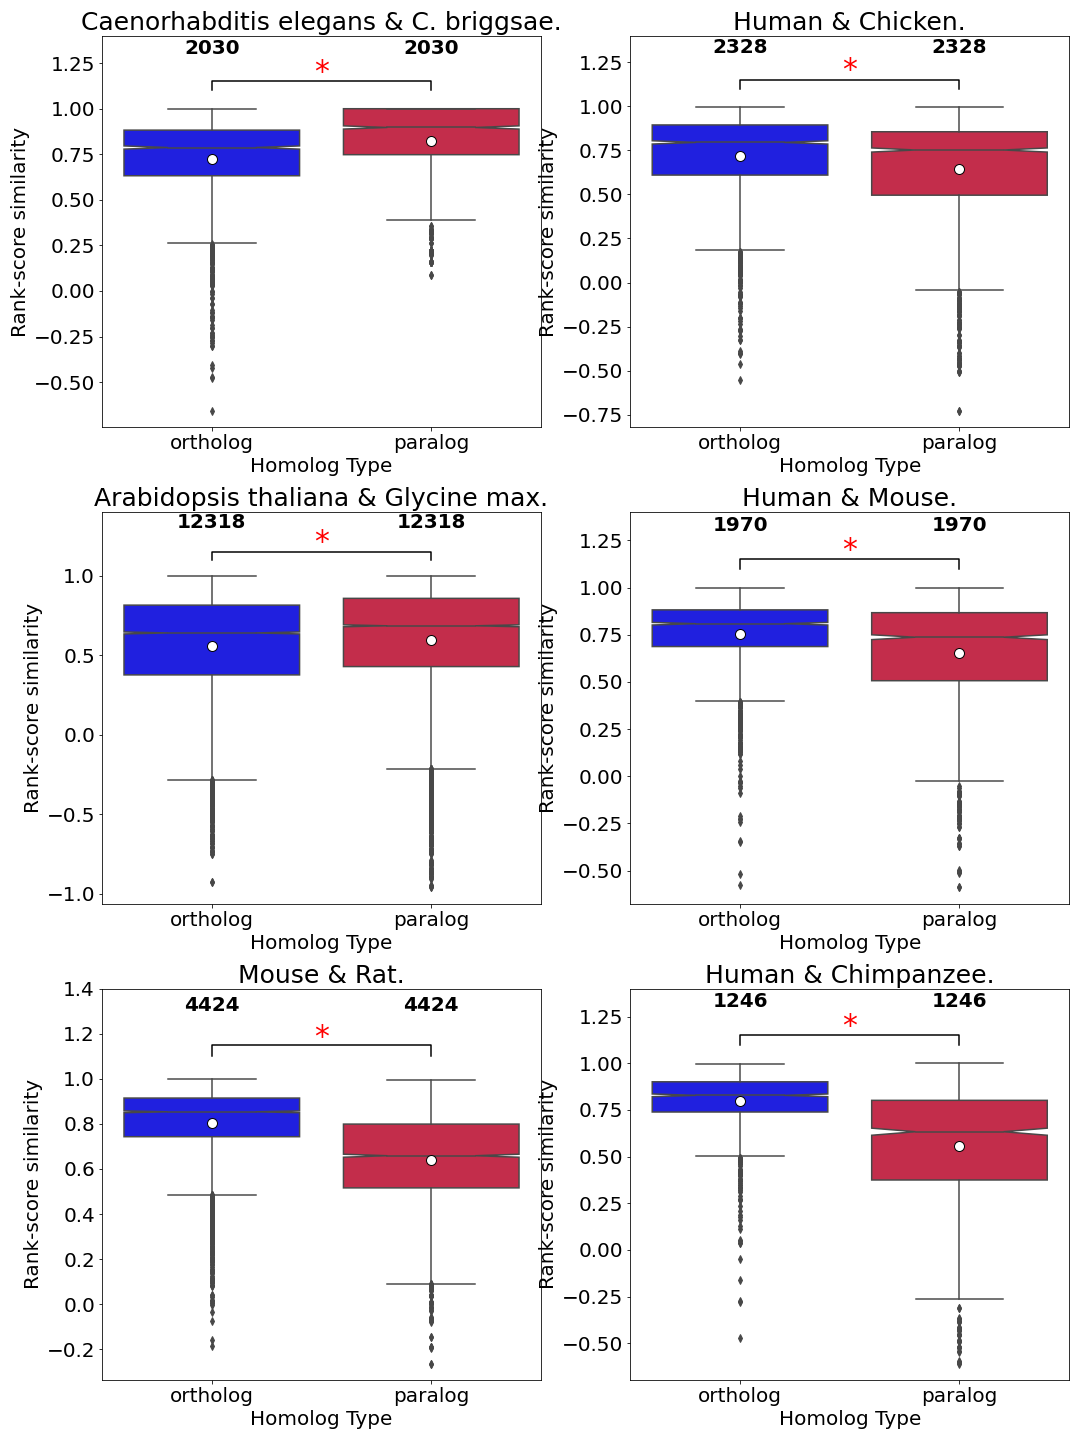 Caenorhabditis elegans & C. briggsae.
2030 2030
*
1.25
1.00
0.75
0.50
0.25
0.00
−0.25
−0.50
Rank-score similarity
ortholog paralog
Homolog Type
Human & Chicken.
2328 2328
*
1.25
1.00
0.75
0.50
0.25
0.00
−0.25
−0.50
−0.75
Rank-score similarity
ortholog paralog
Homolog Type
Arabidopsis thaliana & Glycine max.
12318 12318
*
1.0
0.5
0.0
−0.5
−1.0
Rank-score similarity
ortholog paralog
Homolog Type
Human & Mouse.
1970 1970
*
1.25
1.00
0.75
0.50
0.25
0.00
−0.25
−0.50
Rank-score similarity
ortholog paralog
Homolog Type
Mouse & Rat.
4424 4424
*
1.4
1.2
1.0
0.8
0.6
0.4
0.2
0.0
−0.2
Rank-score similarity
ortholog paralog
Homolog Type
Human & Chimpanzee.
1246 1246
*
1.25
1.00
0.75
0.50
0.25
0.00
−0.25
−0.50
Rank-score similarity
ortholog paralog
Homolog Type